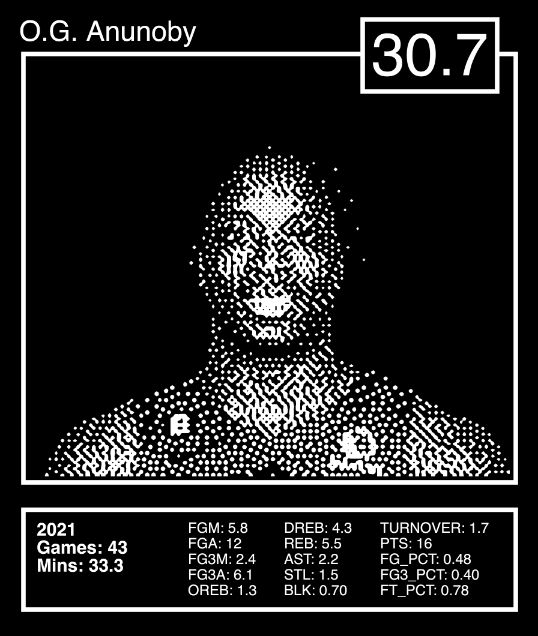 O.G. Anunoby
30.7
2021
Games: 43
Mins: 33.3
FGM: 5.8
FGA: 12
FG3M: 2.4
FG3A: 6.1
OREB: 1.3
DREB: 4.3
REB: 5.5
AST: 2.2
STL: 1.5
BLK: 0.70
TURNOVER: 1.7
PTS: 16
FG_PCT: 0.48
FG3_PCT: 0.40
FT_PCT: 0.78